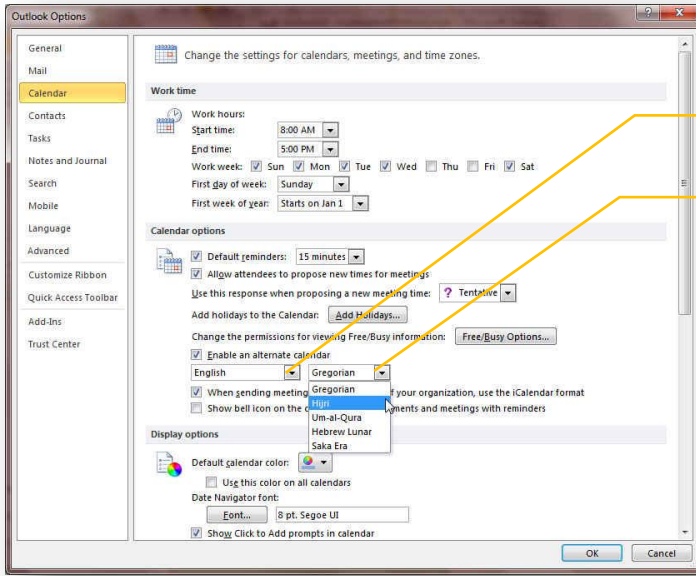 Outlook Options
General
Mail
Calendar
Contacts
Tasks
Notes and Journal
Search
Mobile
Language
Advanced
Customize Ribbon
Quick Access Toolbar
Add-Ins
Trust Center
Change the settings for calendars, meetings, and time zones.
Work time
Work hours:
Start time: 8:00 AM
End time: 5:00 PM
Work week: Sun Mon Tue Wed Thu Fri Sat
First day of week: Sunday
First week of year: Starts on Jan 1
Calendar options
Default reminders: 15 minutes
Allow attendees to propose new times for meetings
Use this response when proposing a new meeting time: ? Tentative
Add holidays to the Calendar: Add Holidays...
Change the permissions for viewing Free/Busy information: Free/Busy Options...
Enable an alternate calendar
English Gregorian
Gregorian
Hijri
Um-al-Qura
Hebrew Lunar
Saka Era
When sending meeting of your organization, use the iCalendar format
Show bell icon on the and meetings with reminders
Display options
Default calendar color:
Use this color on all calendars
Date Navigator font:
Font... 8 pt. Segoe UI
Show Click to Add prompts in calendar
OK Cancel